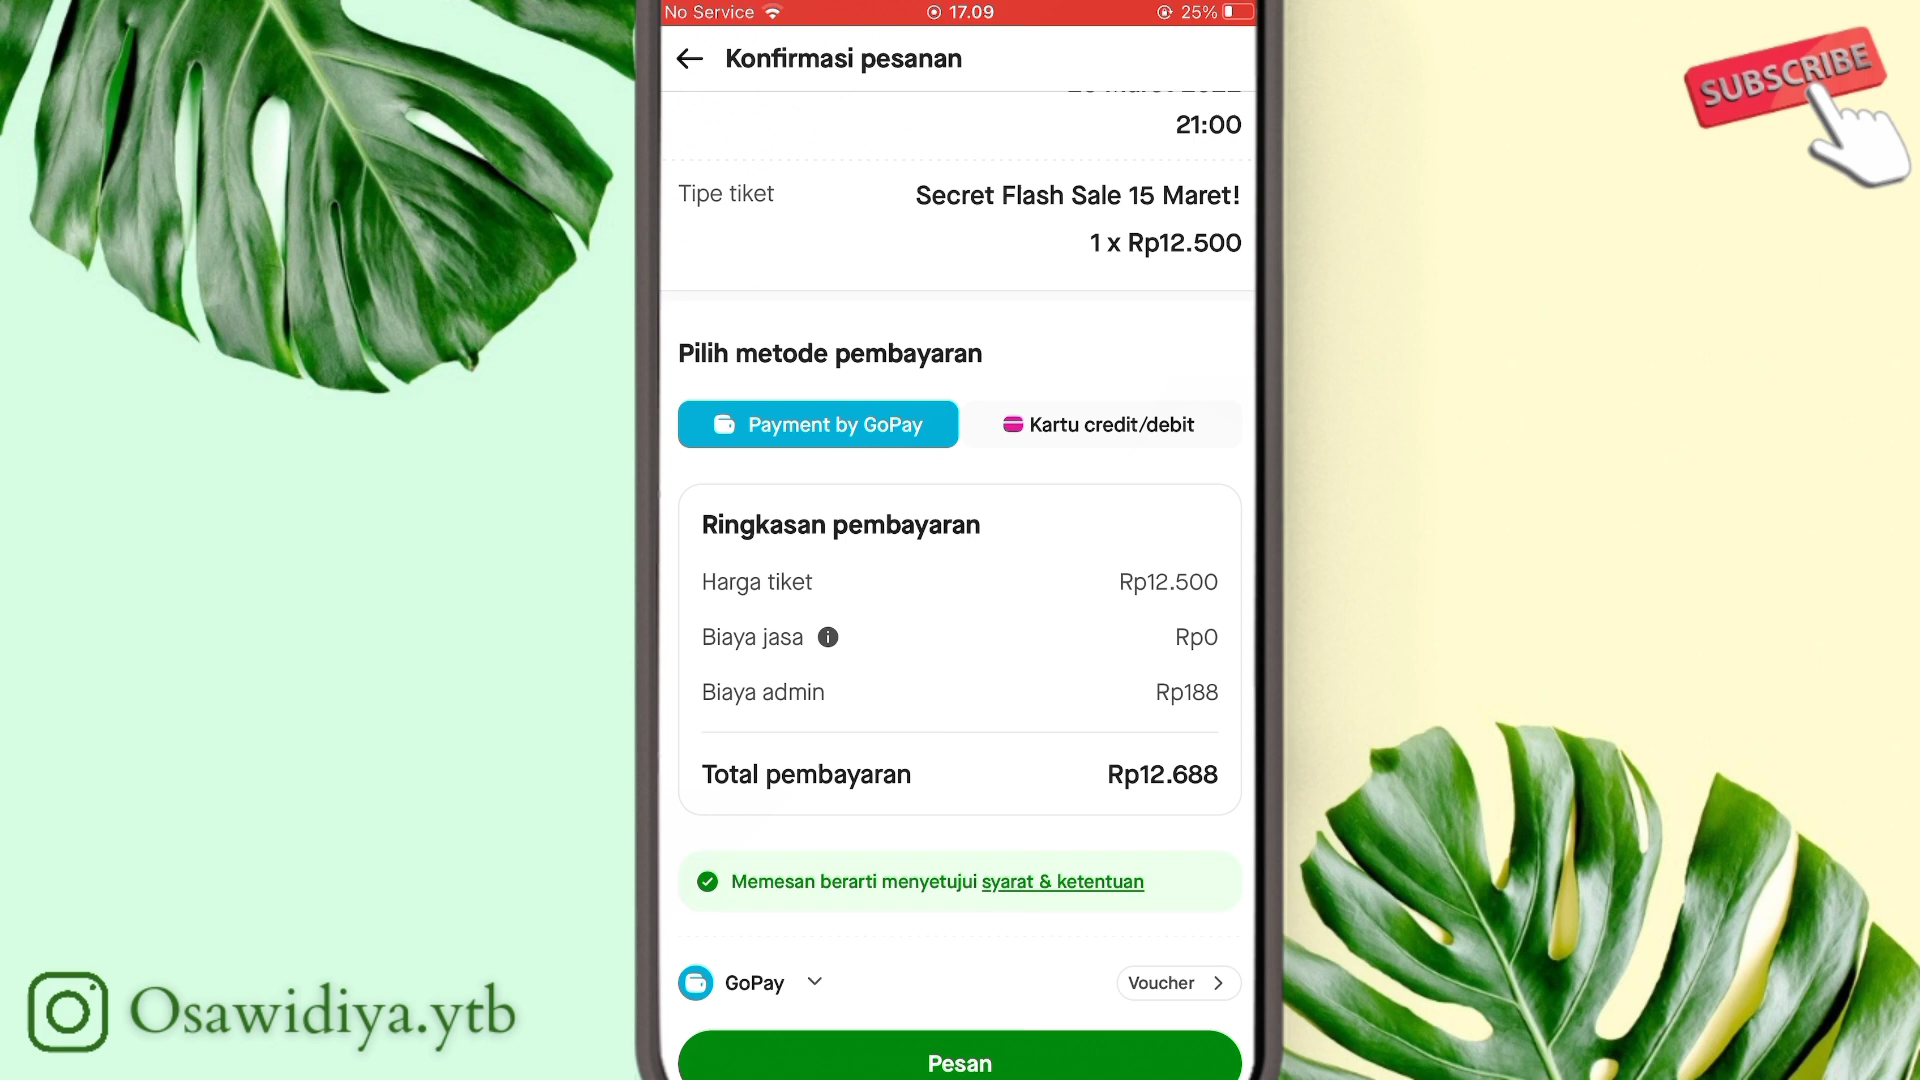 No Service
17.09
25%
SUBSCRIBE
Konfirmasi pesanan
21:00
Tipe tiket
Secret Flash Sale 15 Maret!
1 x Rp12.500
Pilih metode pembayaran
Payment by GoPay
Kartu credit/debit
Ringkasan pembayaran
Harga tiket Rp12.500
Biaya jasa Rp0
Biaya admin Rp188
Total pembayaran Rp12.688
Memesan berarti menyetujui syarat & ketentuan
GoPay
Voucher
Pesan
Osawidiya.ytb